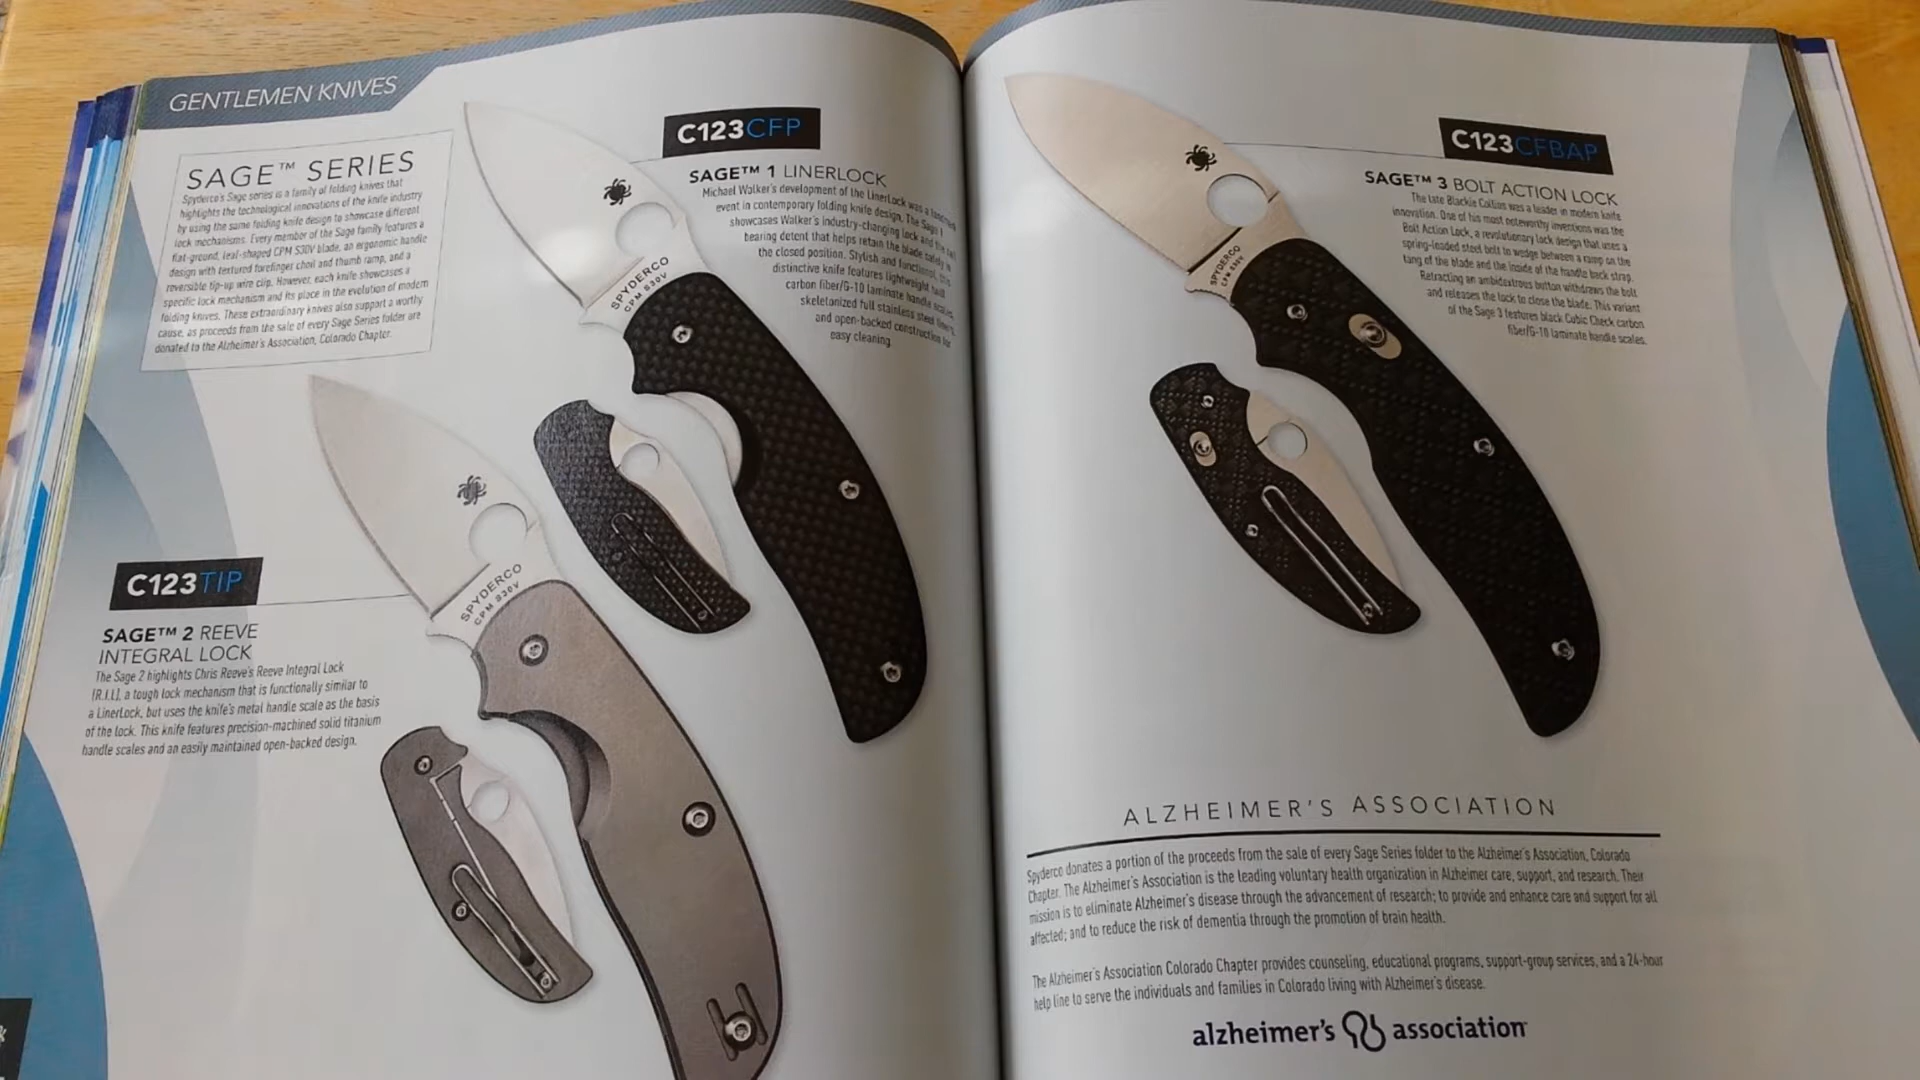 GENTLEMEN KNIVES
SAGE™ SERIES
Spyderco's Sage series is a family of folding knives that
highlights the technological innovations of the knife industry
by using the same folding knife design to showcase different
lock mechanisms. Every member of the Sage family features a
flat-ground, leaf-shaped CPM S30V blade, an ergonomic handle
design with textured forefinger choil and thumb ramp, and a
reversible tip-up wire clip. However, each knife showcases a
specific lock mechanism and its place in the evolution of modern
folding knives. These extraordinary knives also support a worthy
cause, as proceeds from the sale of every Sage Series folder are
donated to the Alzheimer's Association, Colorado Chapter.
C123CFP
SAGE™ 1 LINERLOCK
Michael Walker's development of the LinerLock was a
event in contemporary folding knife design. The Sage 1
showcases Walker's industry-changing lock and the ball
bearing detent that helps retain the blade safely in
the closed position. Stylish and functional, this
distinctive knife features lightweight
carbon fiber/G-10 laminate handle scales,
skeletonized full stainless steel liners,
and open-backed construction for
easy cleaning.
SPYDERCO
CPM S30V
C123TIP
SAGE™ 2 REEVE
INTEGRAL LOCK
The Sage 2 highlights Chris Reeve's Reeve Integral Lock
(R.I.L.), a tough lock mechanism that is functionally similar to
a LinerLock, but uses the knife's metal handle scale as the basis
of the lock. This knife features precision-machined solid titanium
handle scales and an easily maintained open-backed design.
SPYDERCO
CPM S30V
C123CFBAP
SAGE™ 3 BOLT ACTION LOCK
The late Blackie Collins was a leader in modern knife
innovation. One of his most noteworthy inventions was the
Bolt Action Lock, a revolutionary lock design that uses a
spring-loaded steel bolt to wedge between a ramp on the
tang of the blade and the inside of the handle back strap.
Retracting an ambidextrous button withdraws the bolt
and releases the lock to close the blade. This variant
of the Sage 3 features black Cubic Check carbon
fiber/G-10 laminate handle scales.
SPYDERCO
CPM S30V
ALZHEIMER'S ASSOCIATION
Spyderco donates a portion of the proceeds from the sale of every Sage Series folder to the Alzheimer's Association, Colorado
Chapter. The Alzheimer's Association is the leading voluntary health organization in Alzheimer care, support, and research. Their
mission is to eliminate Alzheimer's disease through the advancement of research; to provide and enhance care and support for all
affected; and to reduce the risk of dementia through the promotion of brain health.
The Alzheimer's Association Colorado Chapter provides counseling, educational programs, support-group services, and a 24-hour
help line to serve the individuals and families in Colorado living with Alzheimer's disease.
alzheimer's association